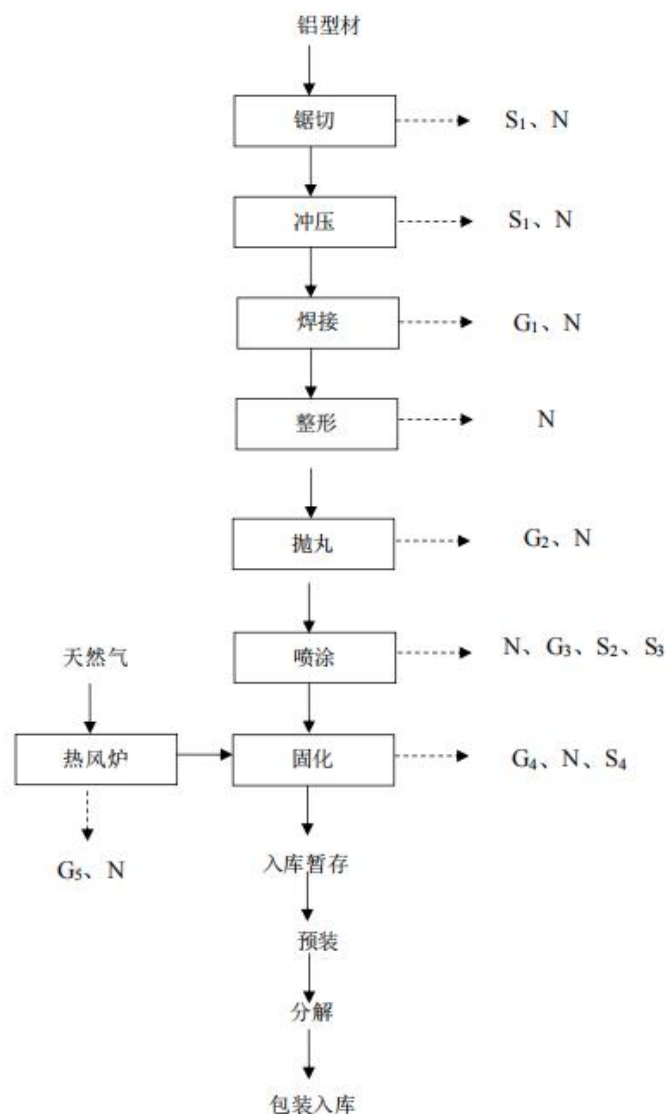 铝型材
锯切
S₁、N
冲压
S₁、N
焊接
G₁、N
整形
N
抛丸
G₂、N
喷涂
N、G₃、S₂、S₃
天然气
热风炉
固化
G₄、N、S₄
G₅、N
入库暂存
预装
分解
包装入库